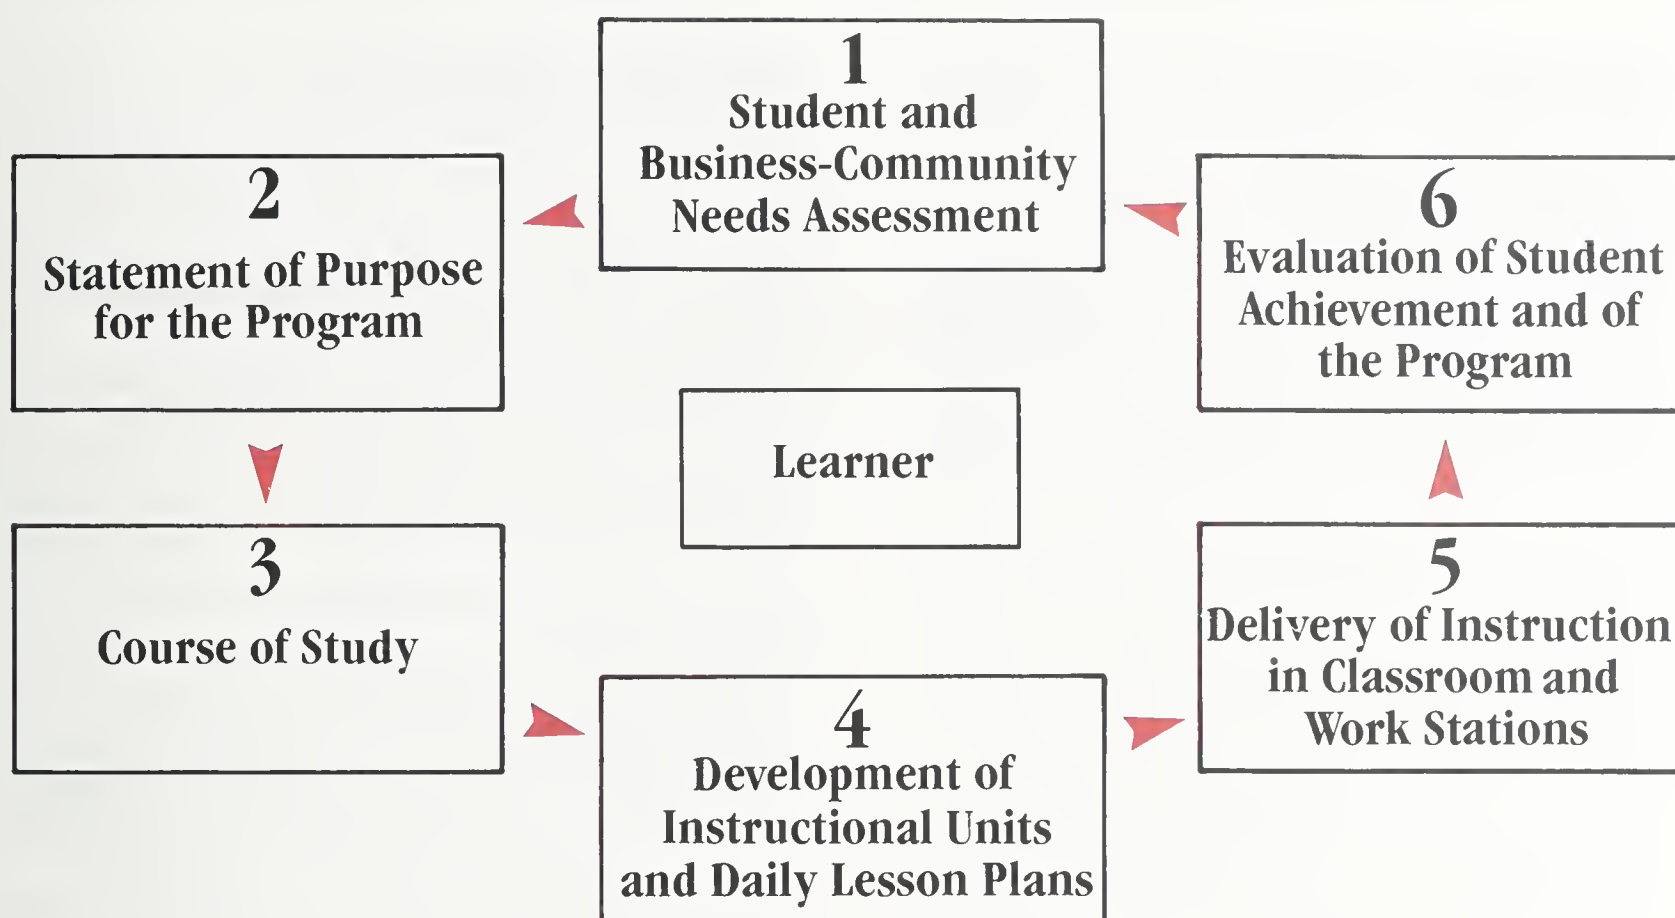 1
Student and
Business-Community
Needs Assessment
2
Statement of Purpose
for the Program
3
Course of Study
4
Development of
Instructional Units
and Daily Lesson Plans
5
Delivery of Instruction
in Classroom and
Work Stations
6
Evaluation of Student
Achievement and of
the Program
Learner